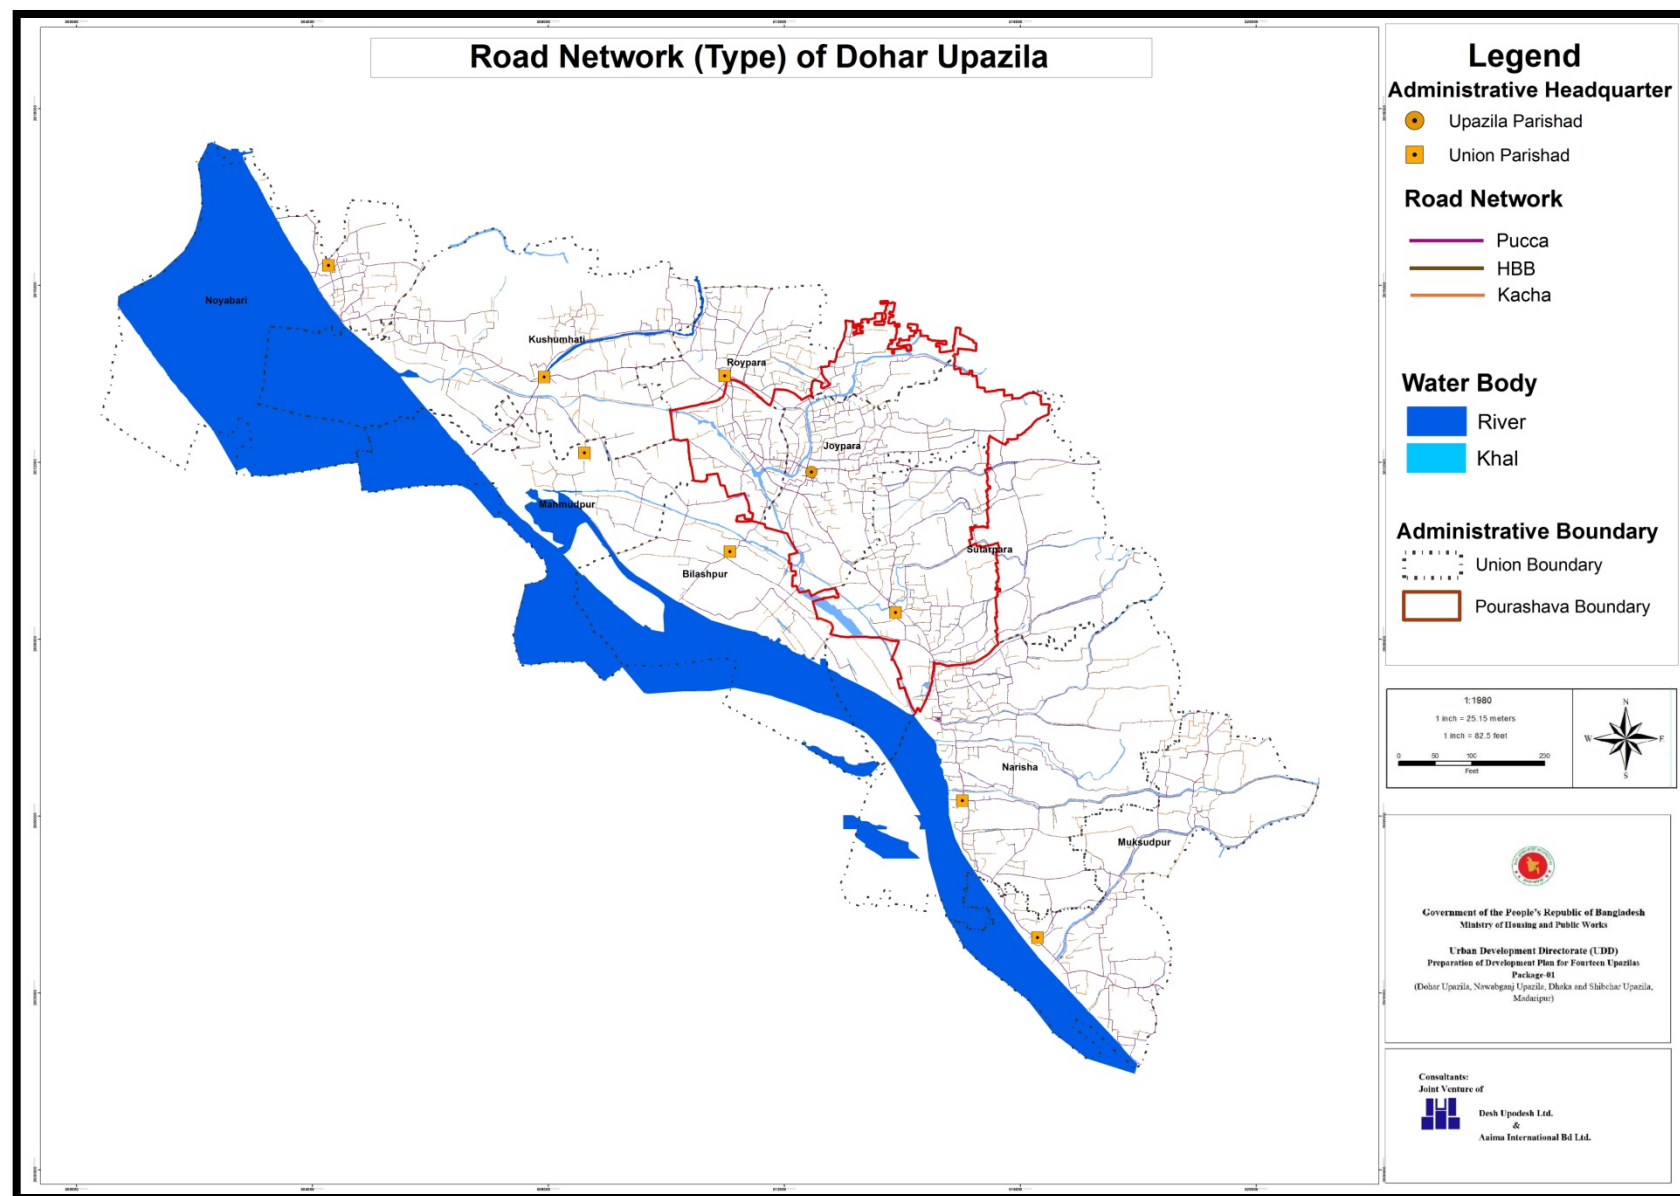 Road Network (Type) of Dohar Upazila
Noyabari
Kushumhati
Roypara
Joypara
Mahmudpur
Sutarpara
Bilashpur
Narisha
Muksudpur
Legend
Administrative Headquarter
Upazila Parishad
Union Parishad
Road Network
Pucca
HBB
Kacha
Water Body
River
Khal
Administrative Boundary
Union Boundary
Pourashava Boundary
1:1980
1 inch = 25.15 meters
1 inch = 82.5 feet
0 50 100 200
Feet
N
W E
S
Government of the People's Republic of Bangladesh
Ministry of Housing and Public Works
Urban Development Directorate (UDD)
Preparation of Development Plan for Fourteen Upazilas
Package-01
(Dohar Upazila, Nawabganj Upazila, Dhaka and Shibchar Upazila,
Madaripur)
Consultants:
Joint Venture of
Desh Upodesh Ltd.
&
Aaima International Bd Ltd.